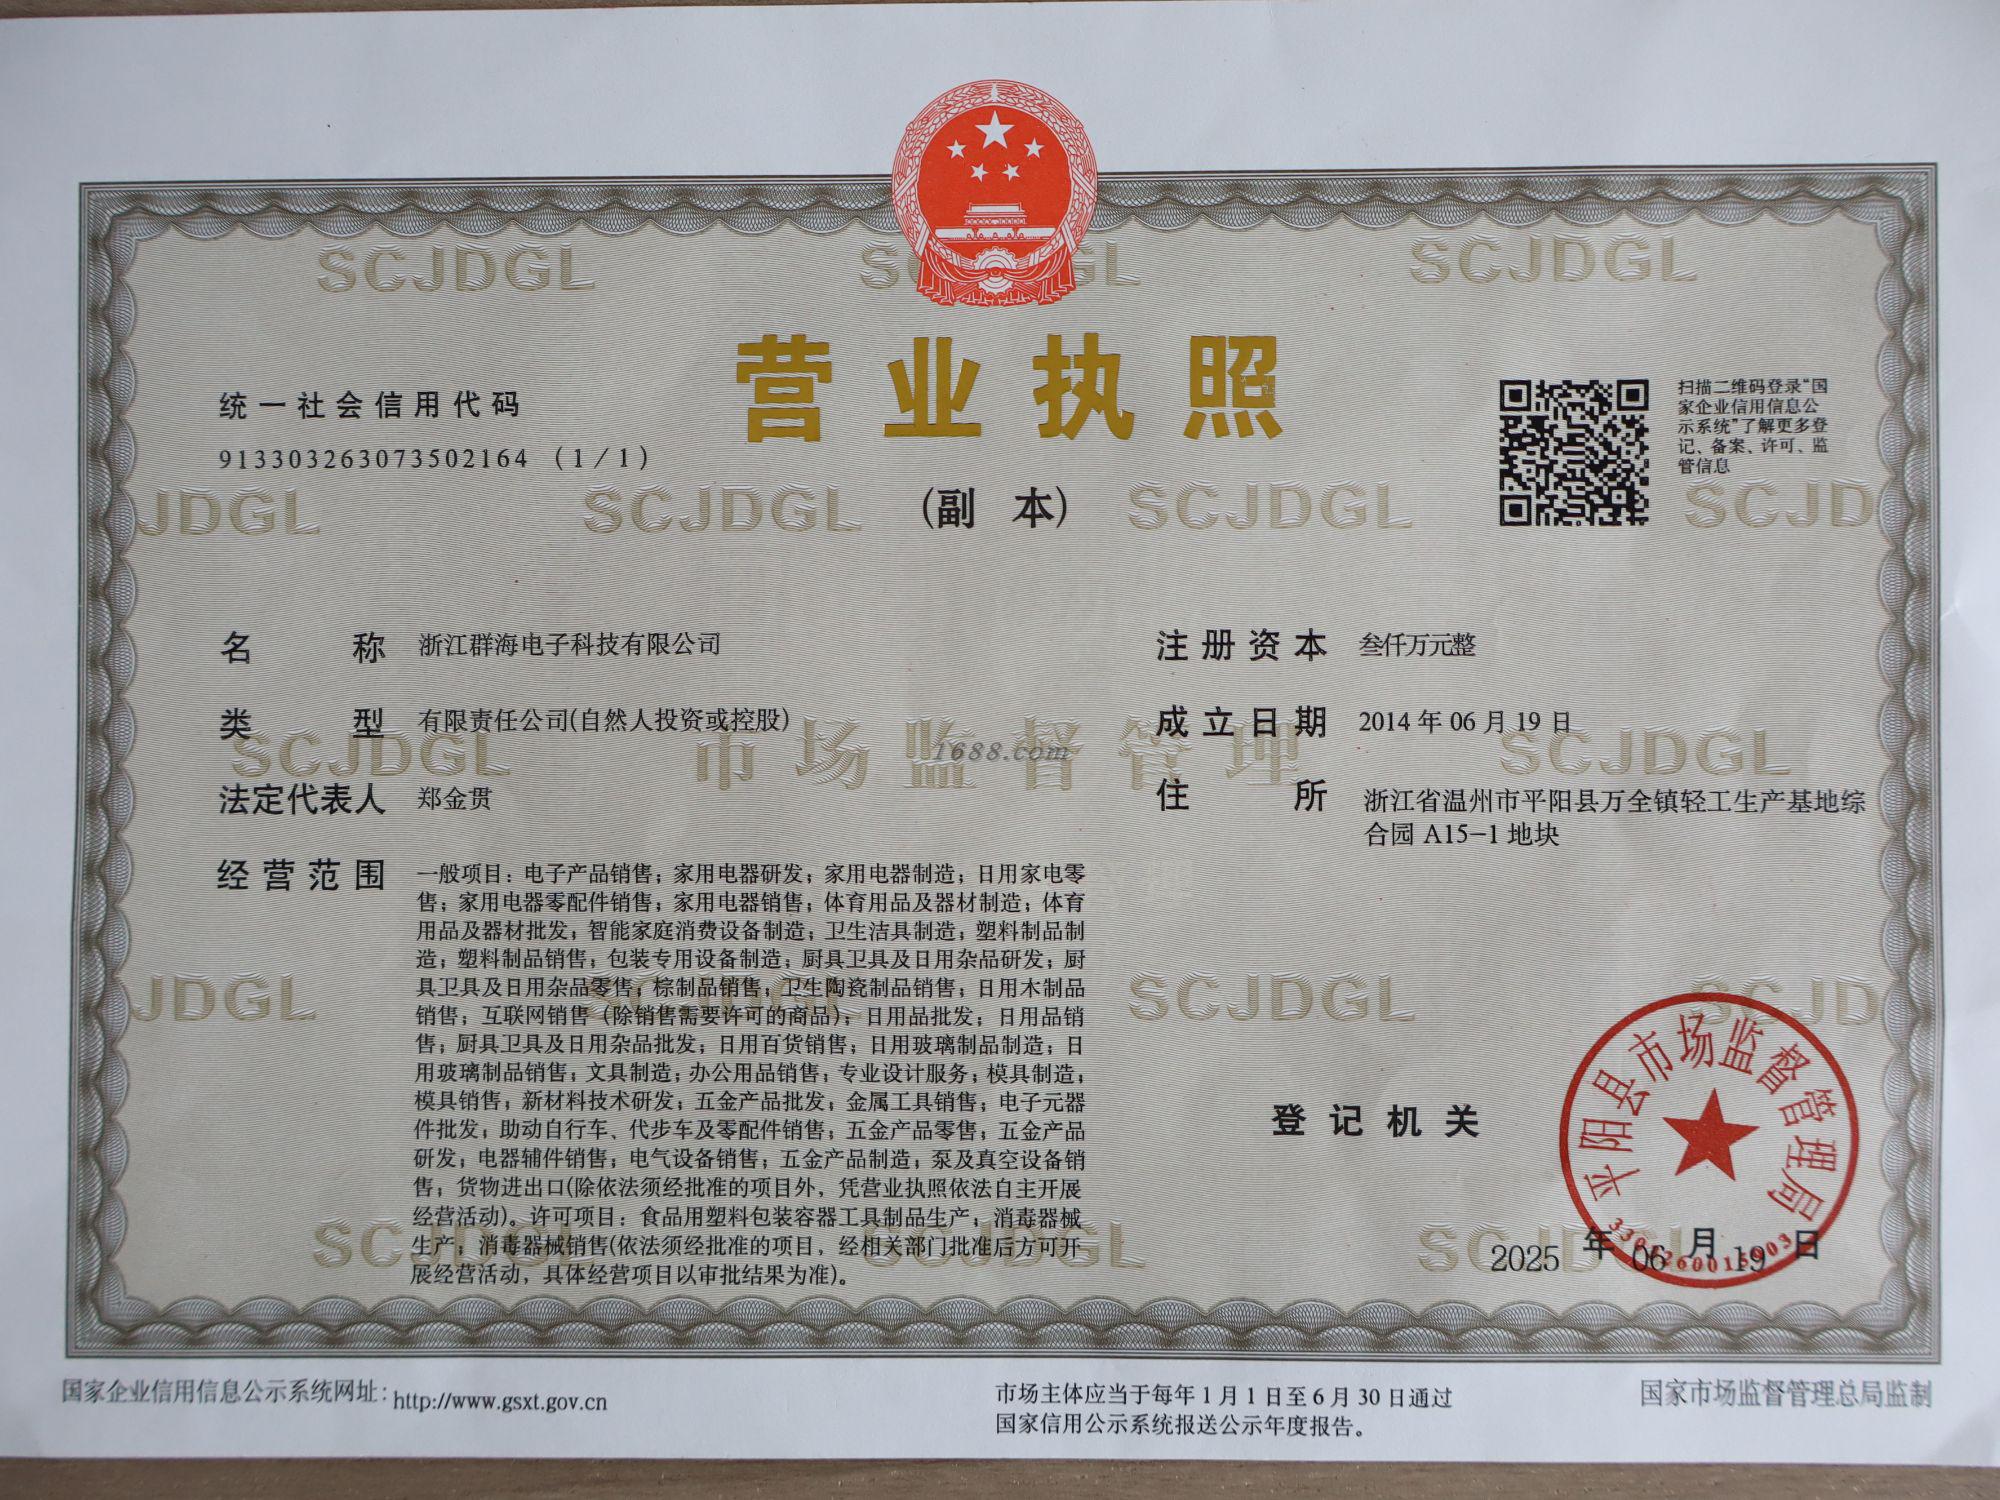 SCJDGL
SCJDGL
营业执照
(副 本)
统一社会信用代码
913303263073502164 (1/1)
扫描二维码登录“国
家企业信用信息公
示系统”了解更多登
记、备案、许可、监
管信息
JDGL SCJDGL SCJDGL SCJD
名称 浙江群海电子科技有限公司
类型 有限责任公司(自然人投资或控股)
法定代表人 郑金贯
经营范围 一般项目：电子产品销售；家用电器研发；家用电器制造；日用家电零
售；家用电器零配件销售；家用电器销售；体育用品及器材制造；体育
用品及器材批发；智能家庭消费设备制造；卫生洁具制造；塑料制品制
造；塑料制品销售；包装专用设备制造；厨具卫具及日用杂品研发；厨
具卫具及日用杂品零售；棕制品销售；卫生陶瓷制品销售；日用木制品
销售；互联网销售（除销售需要许可的商品）；日用品批发；日用品销
售；厨具卫具及日用杂品批发；日用百货销售；日用玻璃制品制造；日
用玻璃制品销售；文具制造；办公用品销售；专业设计服务；模具制造；
模具销售；新材料技术研发；五金产品批发；金属工具销售；电子元器
件批发；助动自行车、代步车及零配件销售；五金产品零售；五金产品
研发；电器辅件销售；电气设备销售；五金产品制造；泵及真空设备销
售；货物进出口(除依法须经批准的项目外，凭营业执照依法自主开展
经营活动)。许可项目：食品用塑料包装容器工具制品生产；消毒器械
生产；消毒器械销售(依法须经批准的项目，经相关部门批准后方可开
展经营活动，具体经营项目以审批结果为准)。
注册资本 叁仟万元整
成立日期 2014年06月19日
住所 浙江省温州市平阳县万全镇轻工生产基地综
合园A15-1地块
市场监督管理
1688.com
SCJDGL SCJDGL
JDGL SCJDGL SCJD
登记机关
平阳县市场监督管理局
2025年06月19日
SCJDGL
国家企业信用信息公示系统网址：http://www.gsxt.gov.cn
市场主体应当于每年1月1日至6月30日通过
国家信用公示系统报送公示年度报告。
国家市场监督管理总局监制